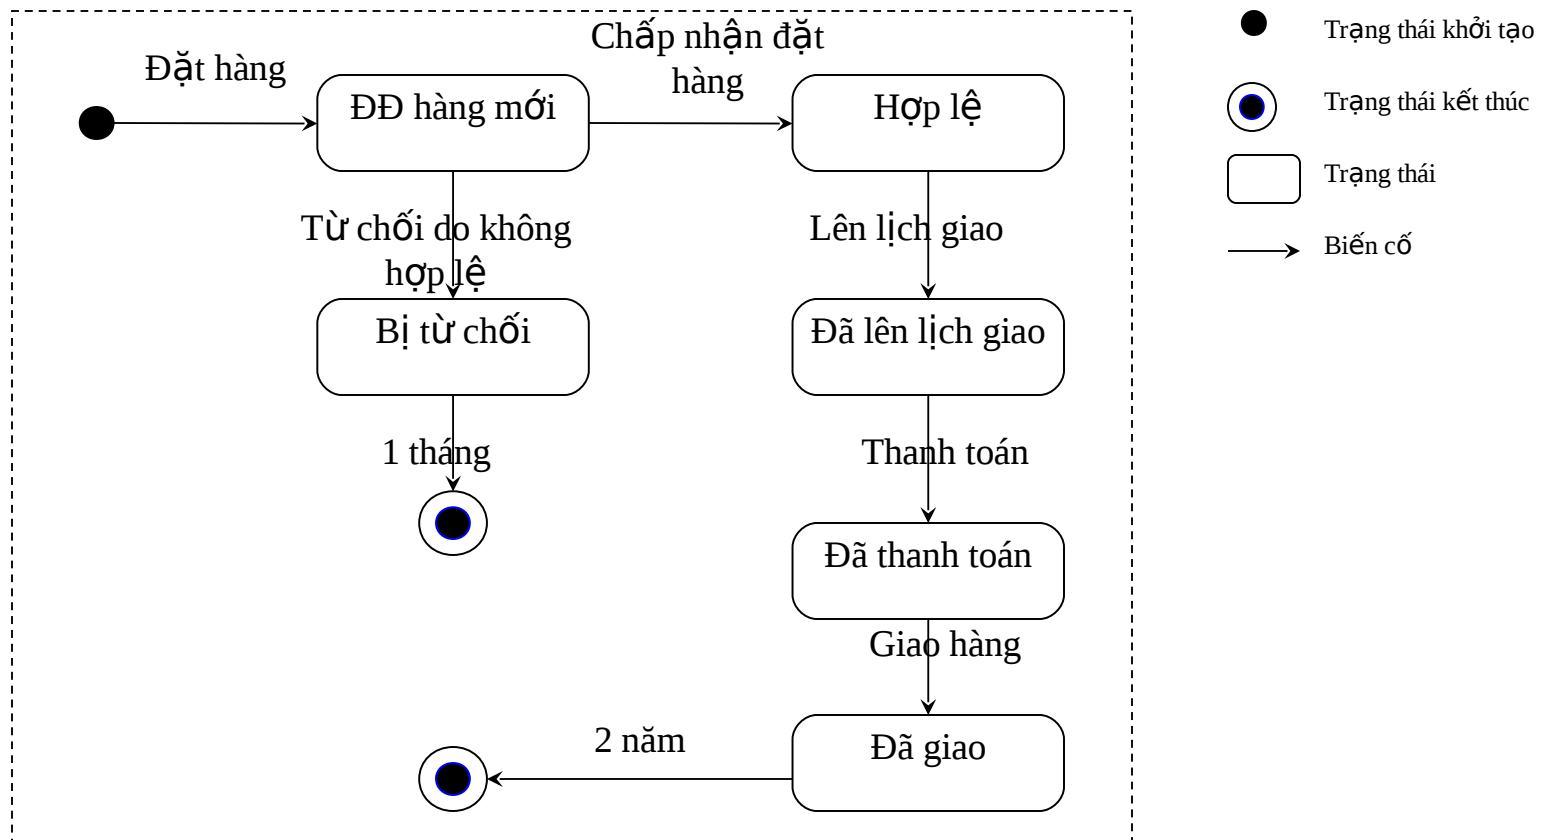 Đặt hàng
Chấp nhận đặt
hàng
ĐĐ hàng mới
Hợp lệ
Từ chối do không
hợp lệ
Lên lịch giao
Bị từ chối
Đã lên lịch giao
1 tháng
Thanh toán
Đã thanh toán
Giao hàng
2 năm
Đã giao
Trạng thái khởi tạo
Trạng thái kết thúc
Trạng thái
Biến cố